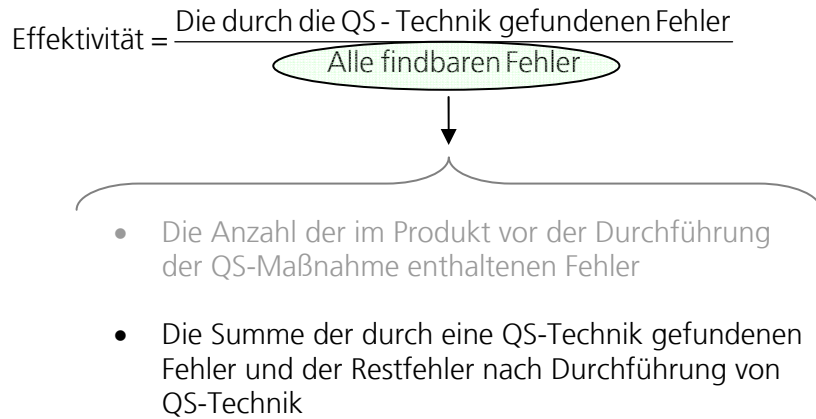 Effektivität = Die durch die QS - Technik gefundenen Fehler
Alle findbaren Fehler
• Die Anzahl der im Produkt vor der Durchführung
der QS-Maßnahme enthaltenen Fehler
• Die Summe der durch eine QS-Technik gefundenen
Fehler und der Restfehler nach Durchführung von
QS-Technik